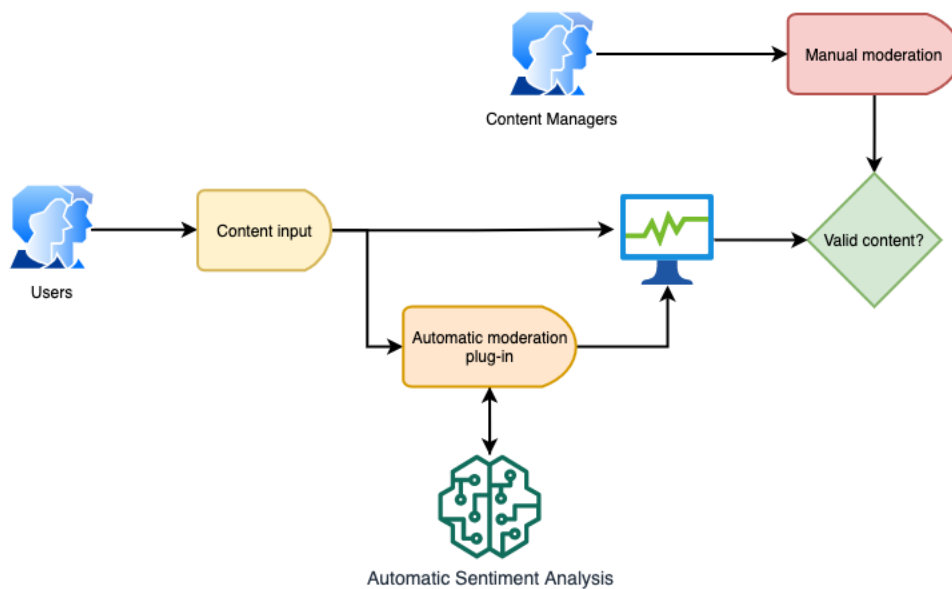 Manual moderation
Content Managers
Users
Content input
Valid content?
Automatic moderation
plug-in
Automatic Sentiment Analysis